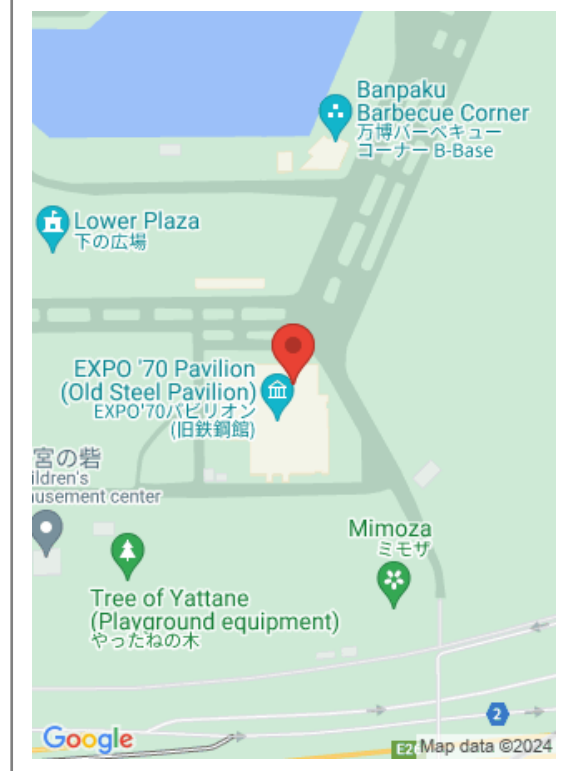 Banpaku
Barbecue Corner
万博バーベキュー
コーナー B-Base
Lower Plaza
下の広場
EXPO '70 Pavilion
(Old Steel Pavilion)
EXPO'70パビリオン
(旧鉄鋼館)
宮の砦
ildren's
usement center
Mimoza
ミモザ
Tree of Yattane
(Playground equipment)
やったねの木
2
Google
Map data ©2024